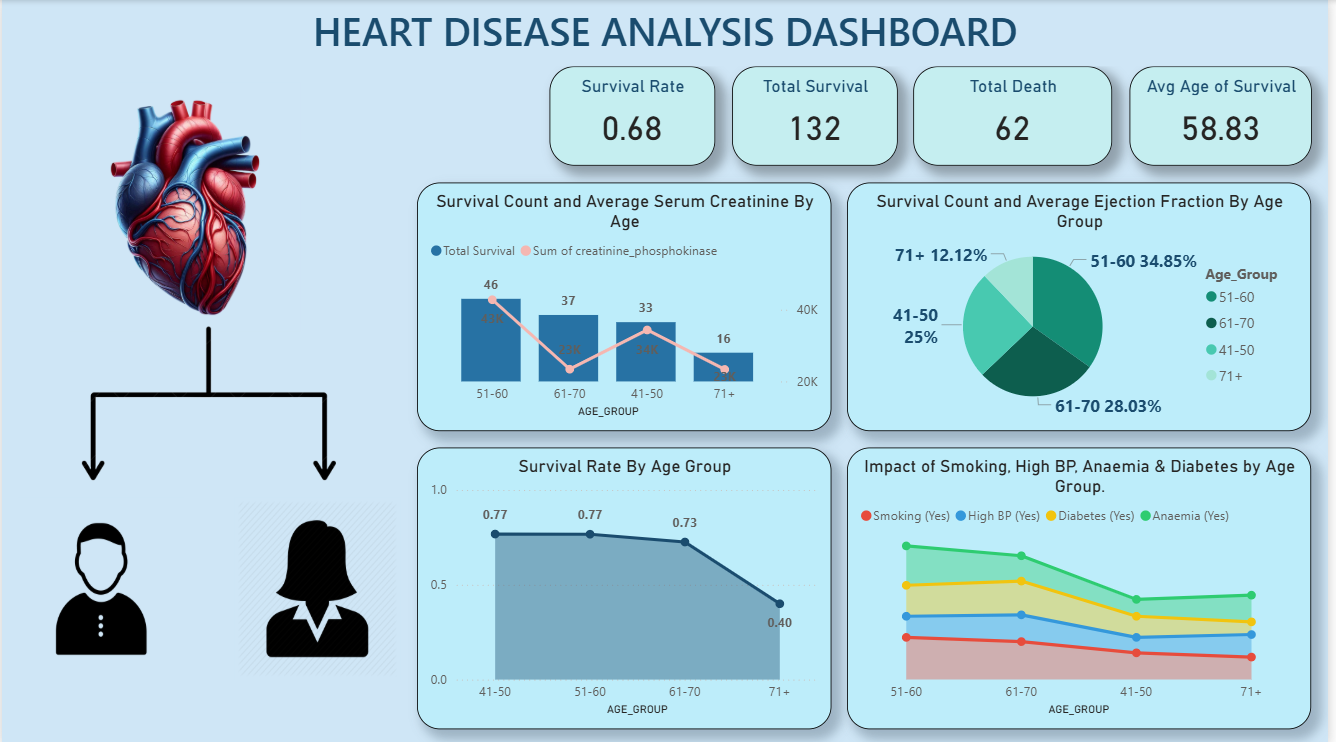 HEART DISEASE ANALYSIS DASHBOARD
Survival Rate
0.68
Total Survival
132
Total Death
62
Avg Age of Survival
58.83
Survival Count and Average Serum Creatinine By
Age
Total Survival
Sum of creatinine_phosphokinase
46
37
33
16
40K
20K
51-60
61-70
41-50
71+
AGE_GROUP
Survival Count and Average Ejection Fraction By Age
Group
71+ 12.12%
51-60 34.85%
41-50
25%
61-70 28.03%
Age_Group
51-60
61-70
41-50
71+
Survival Rate By Age Group
1.0
0.5
0.0
0.77
0.77
0.73
0.40
41-50
51-60
61-70
71+
AGE_GROUP
Impact of Smoking, High BP, Anaemia & Diabetes by Age
Group.
Smoking (Yes)
High BP (Yes)
Diabetes (Yes)
Anaemia (Yes)
51-60
61-70
41-50
71+
AGE_GROUP